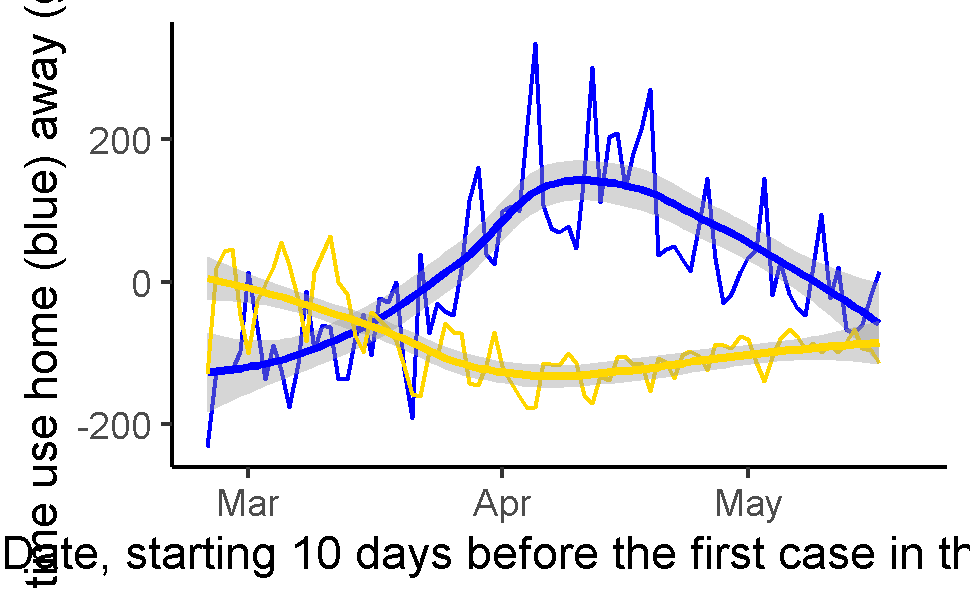 time use home (blue) away (
200
0
-200
Mar Apr May
Date, starting 10 days before the first case in th